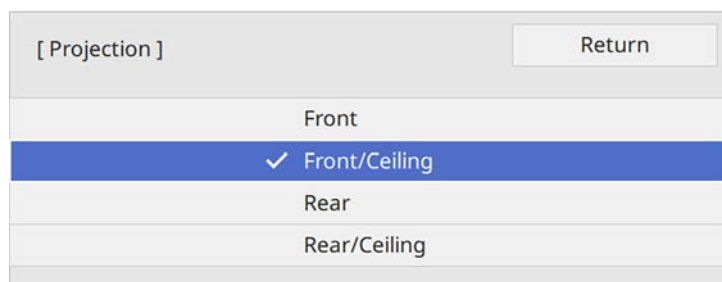 [ Projection ]
Return
Front
Front/Ceiling
Rear
Rear/Ceiling